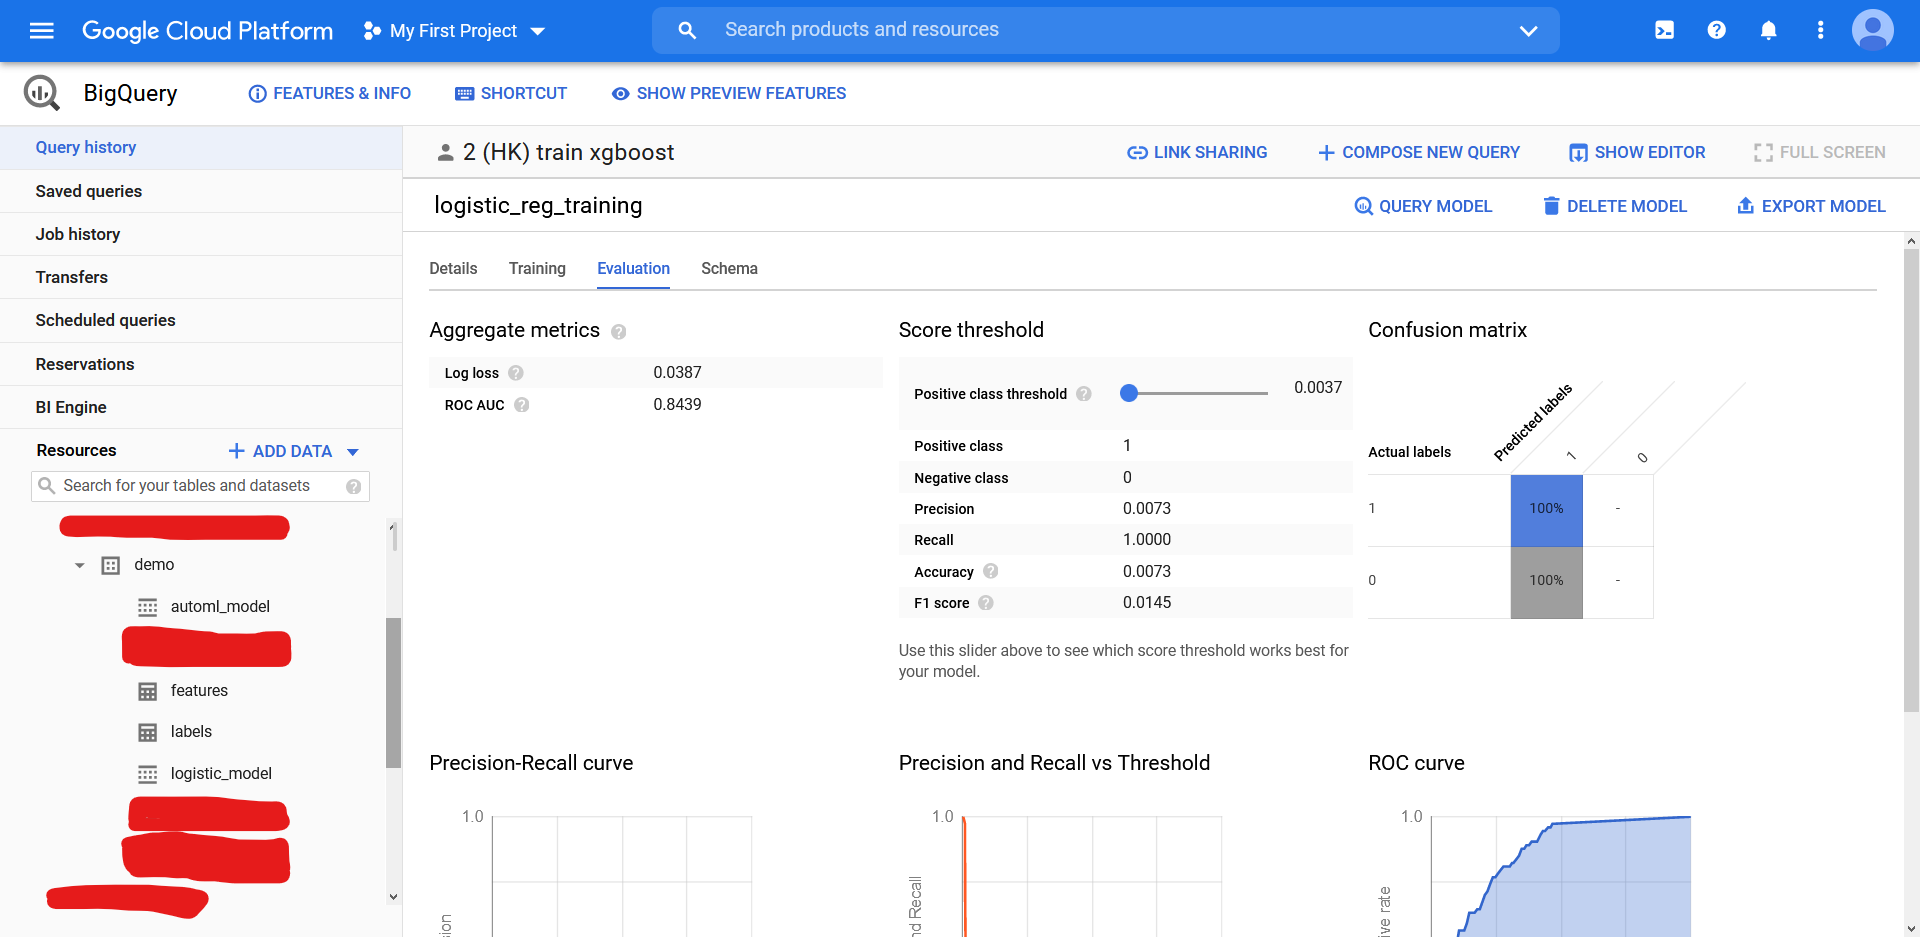 Google Cloud Platform
My First Project
Search products and resources
BigQuery
FEATURES & INFO
SHORTCUT
SHOW PREVIEW FEATURES
Query history
Saved queries
Job history
Transfers
Scheduled queries
Reservations
BI Engine
Resources
ADD DATA
Search for your tables and datasets
demo
automl_model
features
labels
logistic_model
2 (HK) train xgboost
LINK SHARING
COMPOSE NEW QUERY
SHOW EDITOR
FULL SCREEN
logistic_reg_training
QUERY MODEL
DELETE MODEL
EXPORT MODEL
Details
Training
Evaluation
Schema
Aggregate metrics
Log loss 0.0387
ROC AUC 0.8439
Score threshold
Positive class threshold 0.0037
Positive class 1
Negative class 0
Precision 0.0073
Recall 1.0000
Accuracy 0.0073
F1 score 0.0145
Use this slider above to see which score threshold works best for
your model.
Confusion matrix
Predicted labels
Actual labels
1 0
1 100% -
0 100% -
Precision-Recall curve
1.0
Precision and Recall vs Threshold
1.0
nd Recall
ROC curve
1.0
ive rate